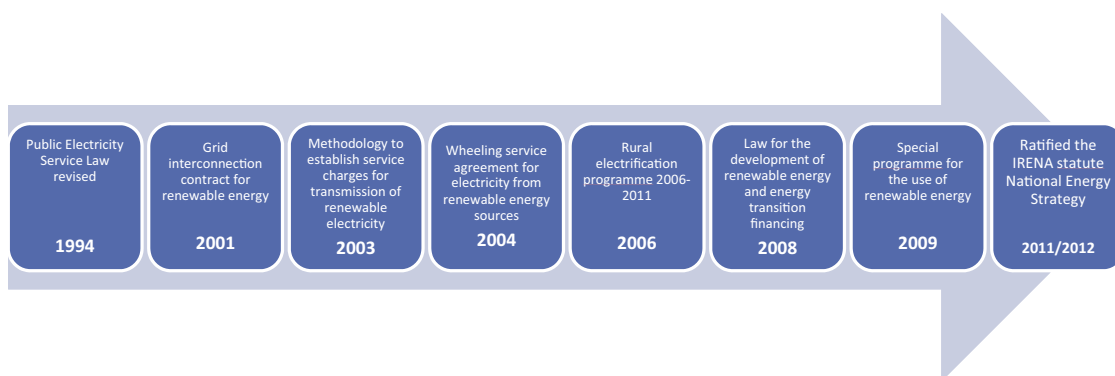 Public Electricity
Service Law
revised
1994
Grid
interconnection
contract for
renewable energy
2001
Methodology to
establish service
charges for
transmission of
renewable
electricity
2003
Wheeling service
agreement for
electricity from
renewable energy
sources
2004
Rural
electrification
programme 2006-
2011
2006
Law for the
development of
renewable energy
and energy
transition
financing
2008
Special
programme for
the use of
renewable energy
2009
Ratified the
IRENA statute
National Energy
Strategy
2011/2012